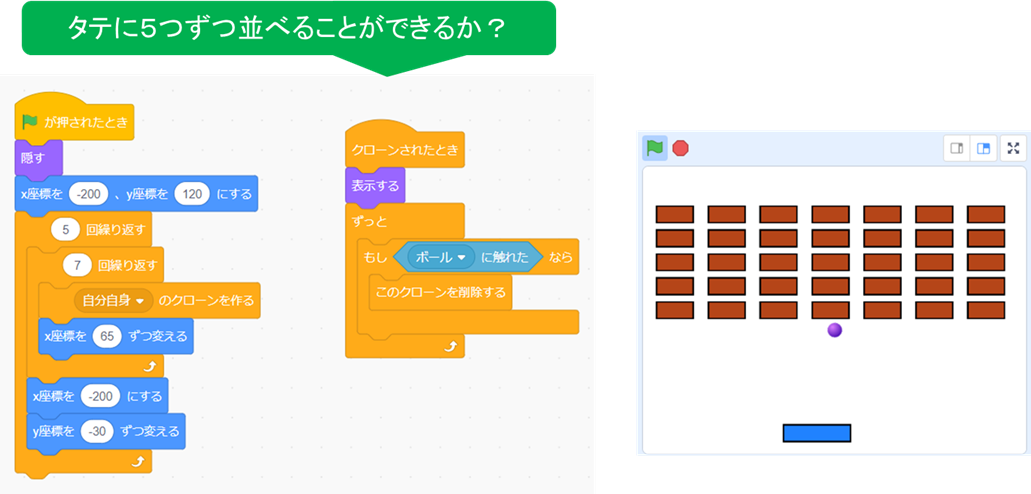 タテに５つずつ並べることができるか？
が押されたとき
隠す
x座標を -200 、y座標を 120 にする
5 回繰り返す
7 回繰り返す
自分自身 のクローンを作る
x座標を 65 ずつ変える
x座標を -200 にする
y座標を -30 ずつ変える
クローンされたとき
表示する
ずっと
もし ボール に触れた なら
このクローンを削除する